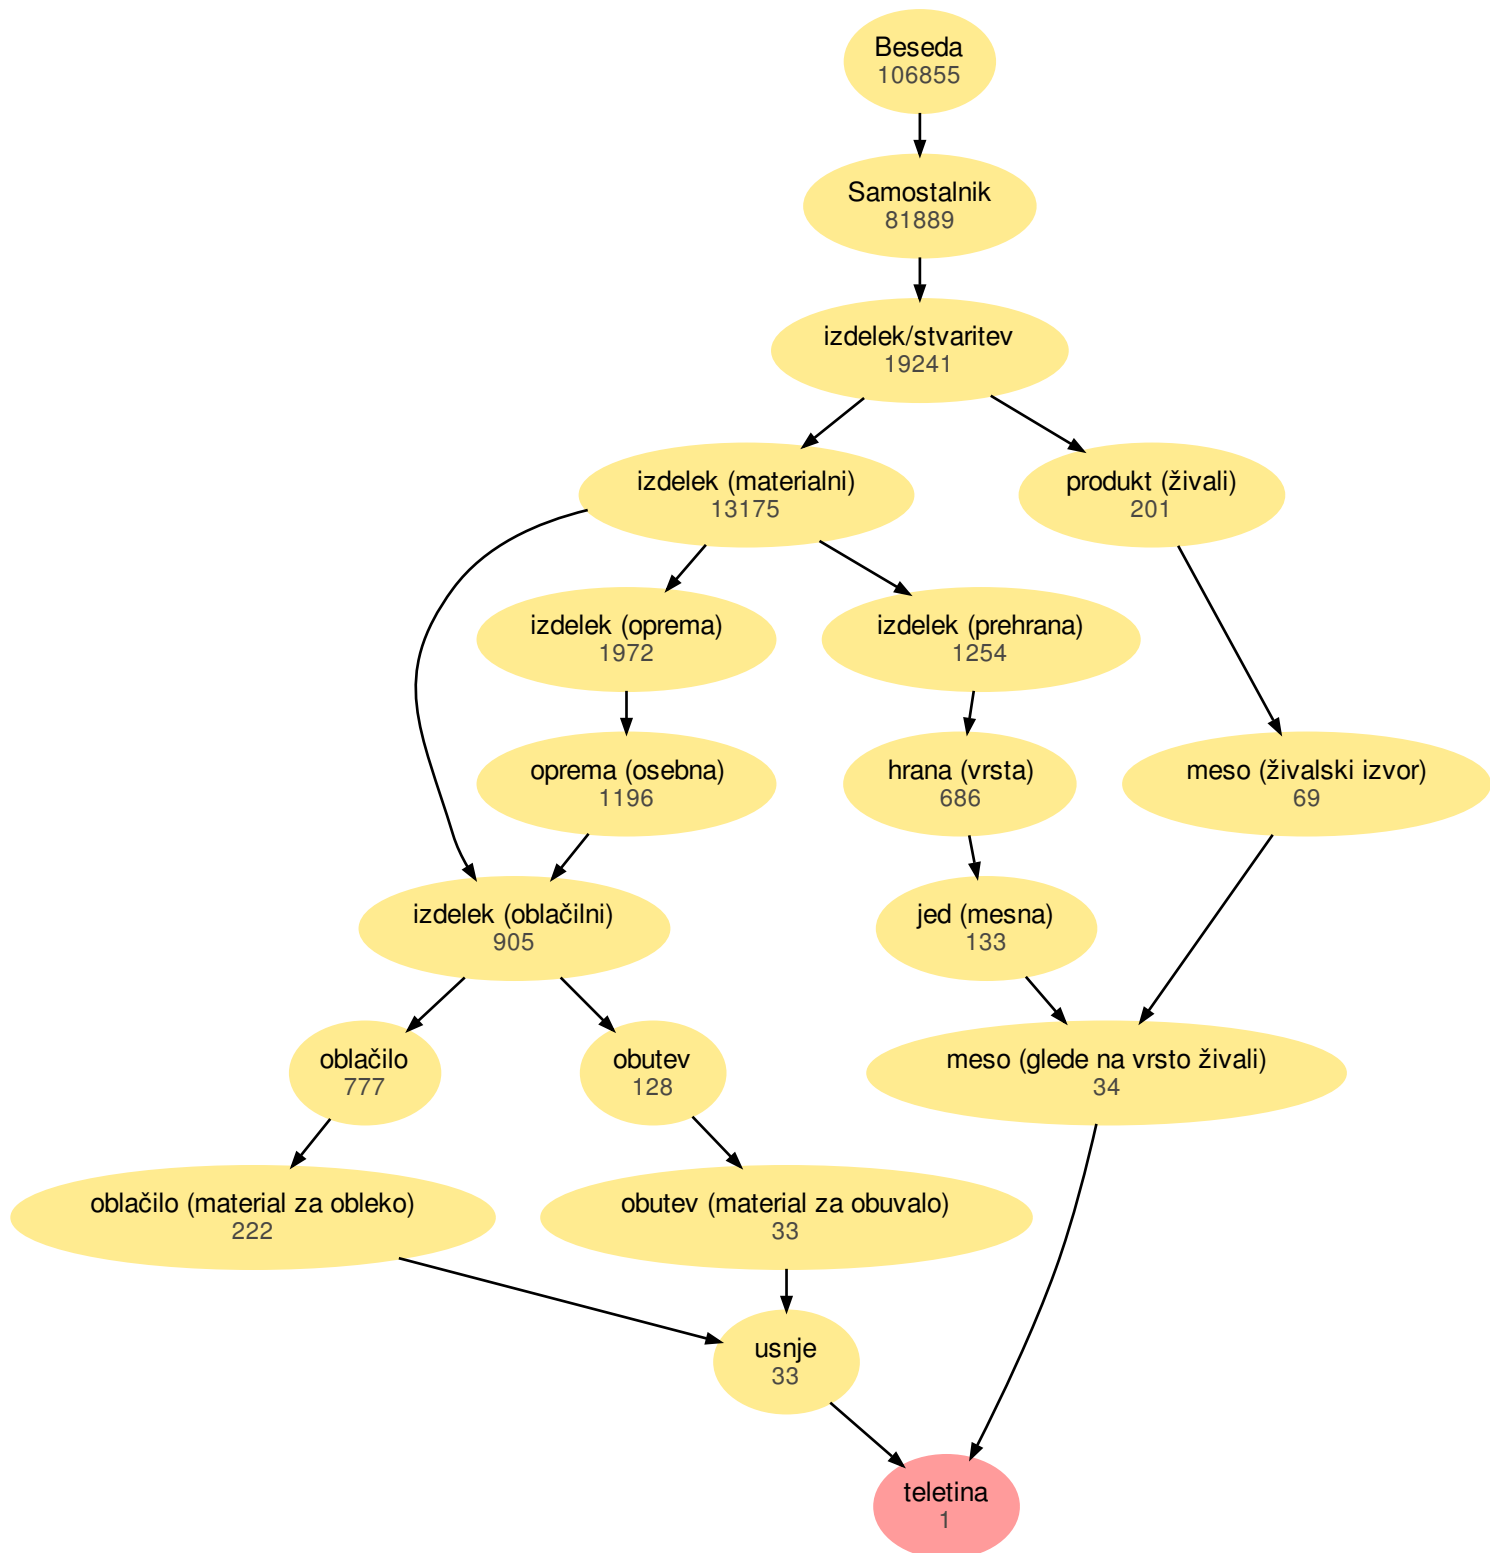 Beseda
106855
Samostalnik
81889
izdelek/stvaritev
19241
izdelek (materialni)
13175
produkt (živali)
201
izdelek (oprema)
1972
izdelek (prehrana)
1254
oprema (osebna)
1196
hrana (vrsta)
686
meso (živalski izvor)
69
izdelek (oblačilni)
905
jed (mesna)
133
oblačilo
777
obutev
128
meso (glede na vrsto živali)
34
oblačilo (material za obleko)
222
obutev (material za obuvalo)
33
usnje
33
teletina
1